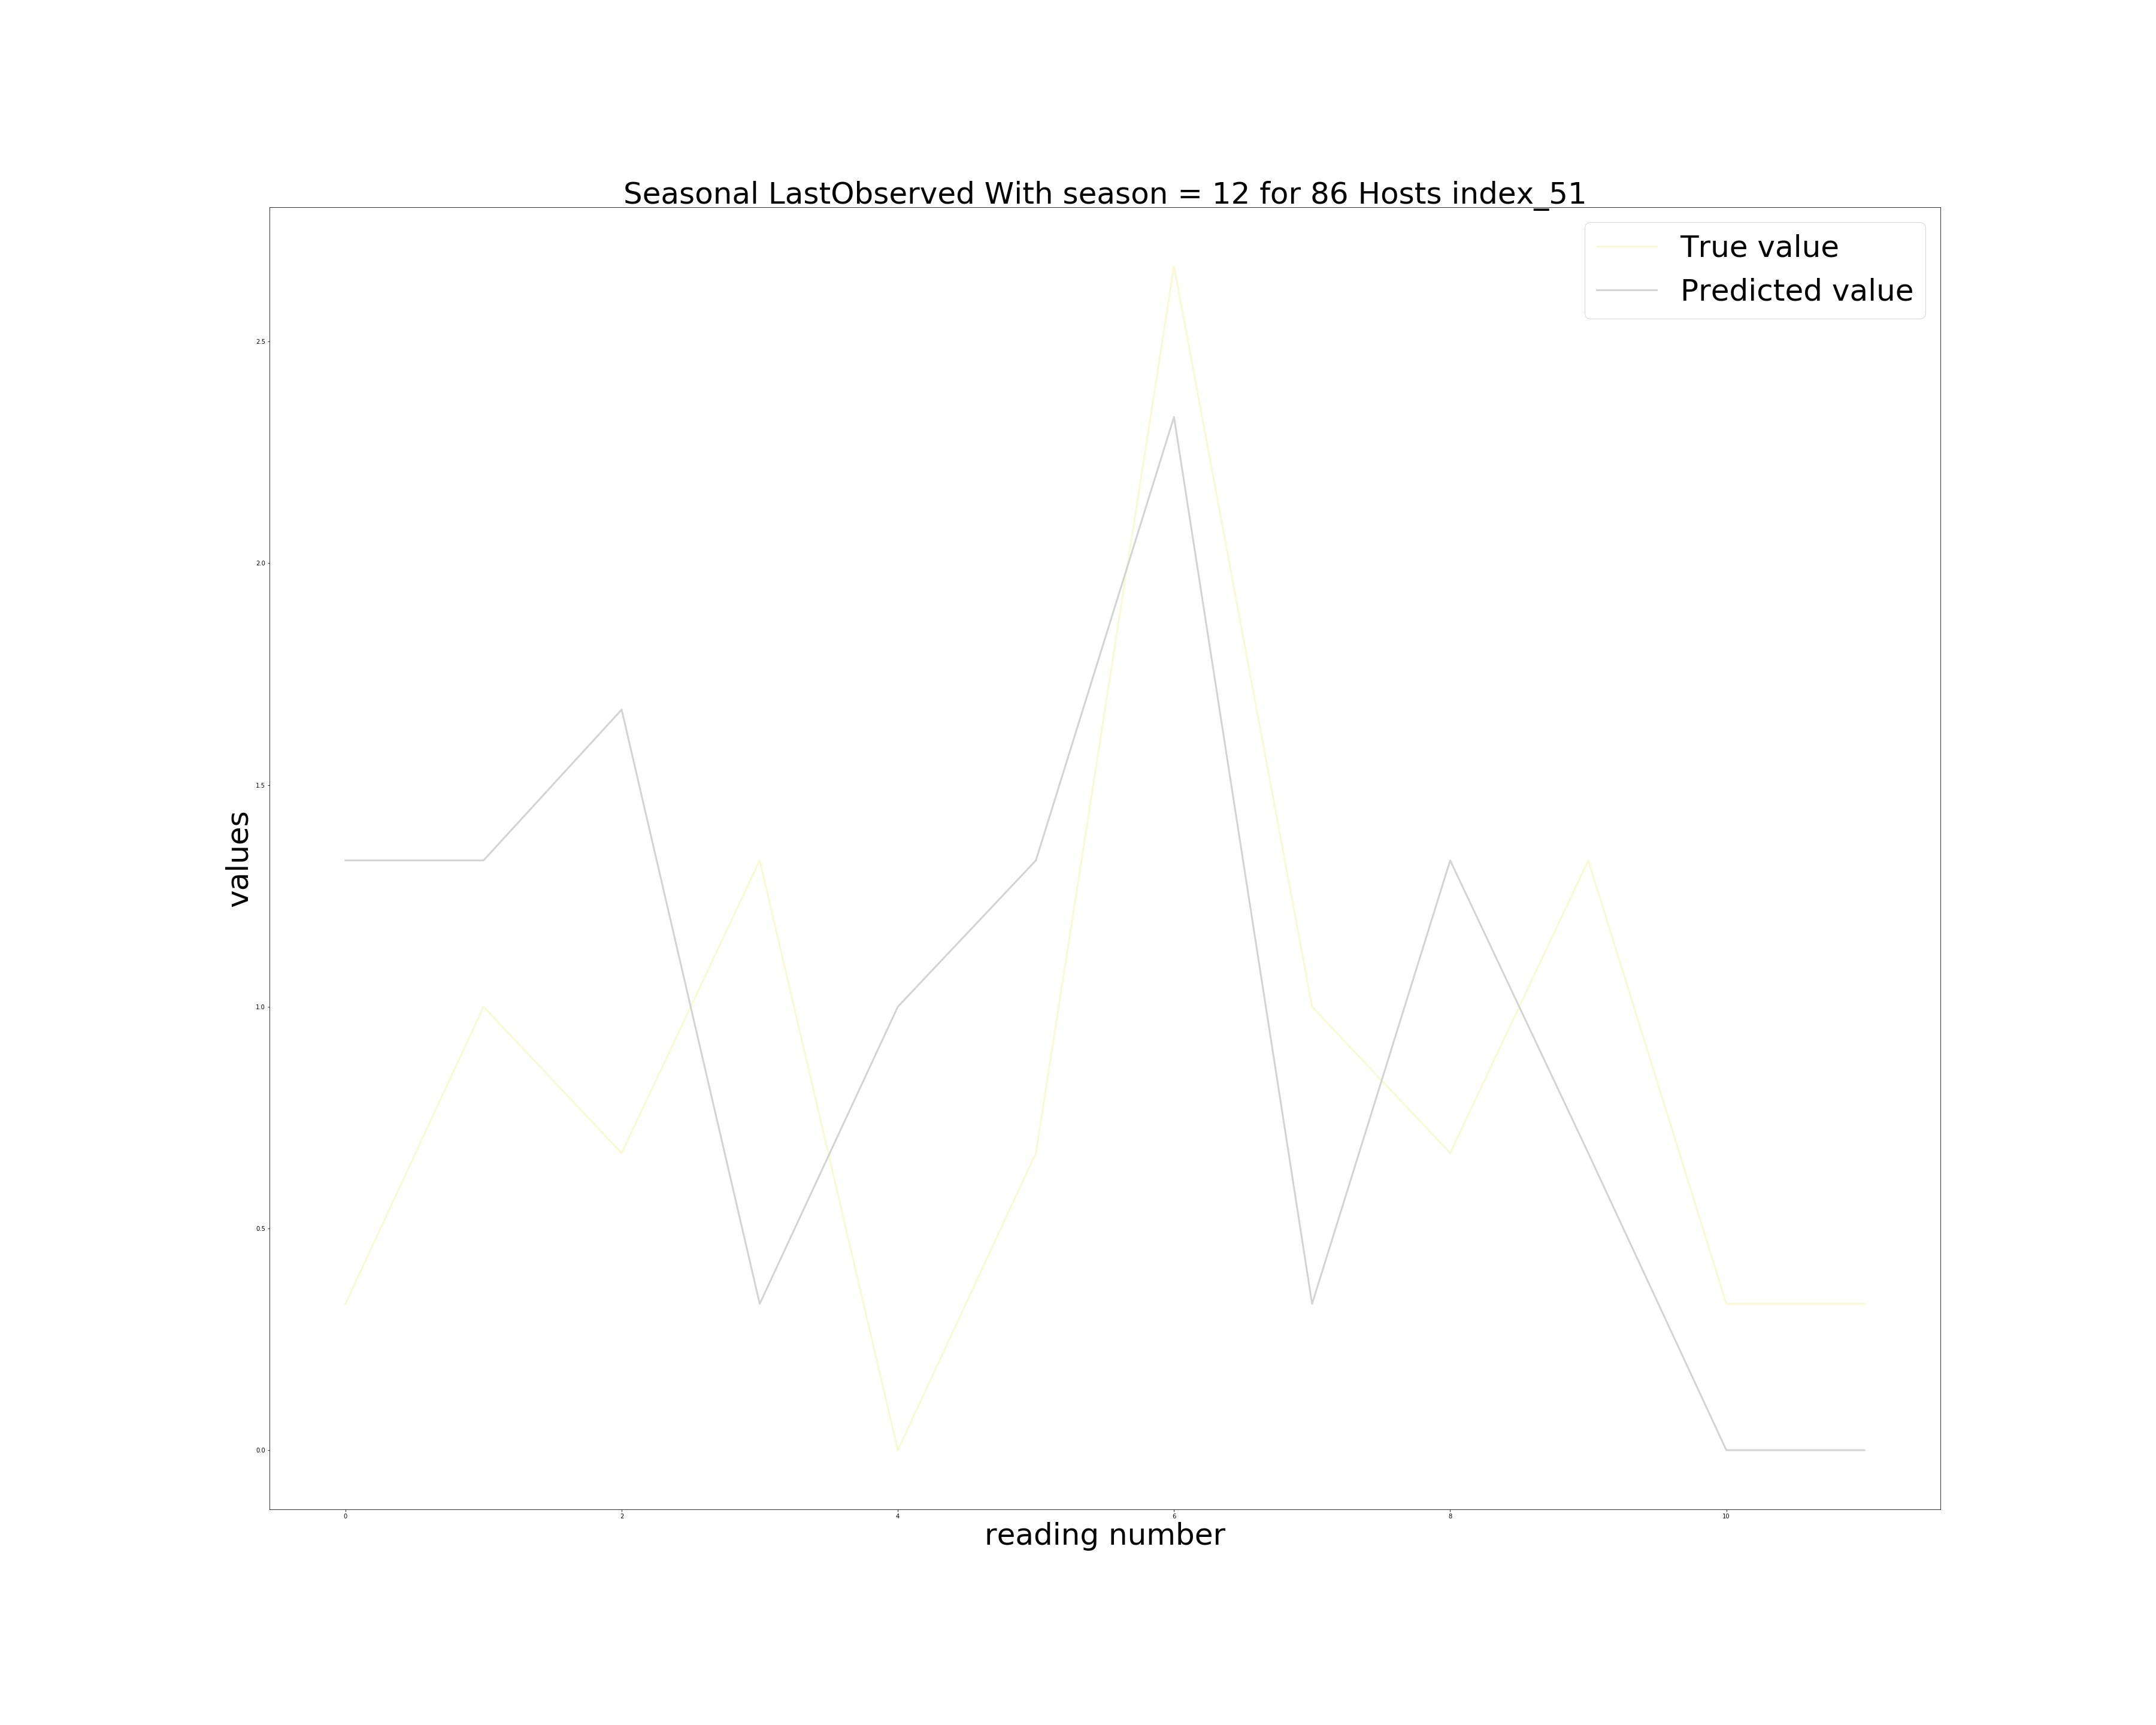 Seasonal LastObserved With season = 12 for 86 Hosts index_51
True value
Predicted value
2.5
2.0
1.5
1.0
0.5
0.0
values
0 2 4 6 8 10
reading number